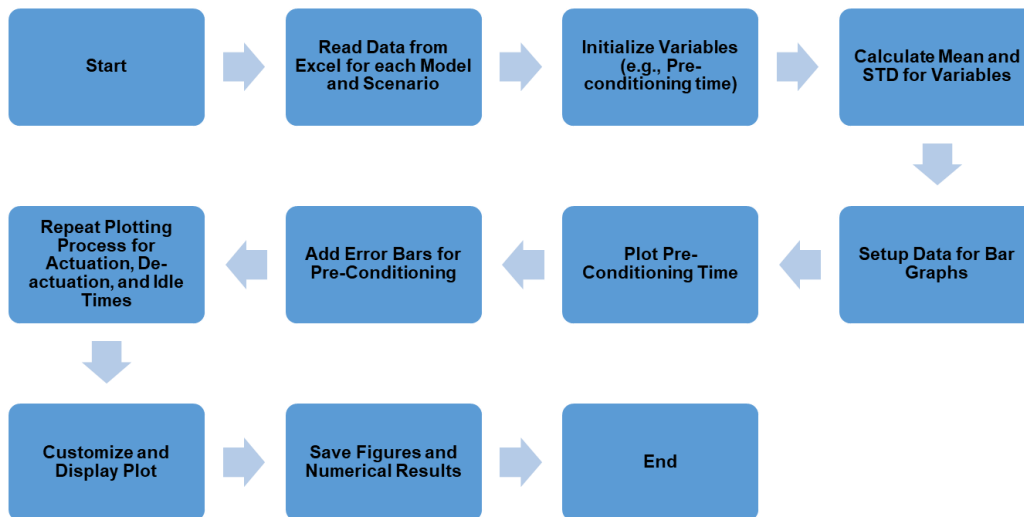 Start
Read Data from
Excel for each Model
and Scenario
Initialize Variables
(e.g., Pre-
conditioning time)
Calculate Mean and
STD for Variables
Setup Data for Bar
Graphs
Plot Pre-
Conditioning Time
Add Error Bars for
Pre-Conditioning
Repeat Plotting
Process for
Actuation, De-
actuation, and Idle
Times
Customize and
Display Plot
Save Figures and
Numerical Results
End